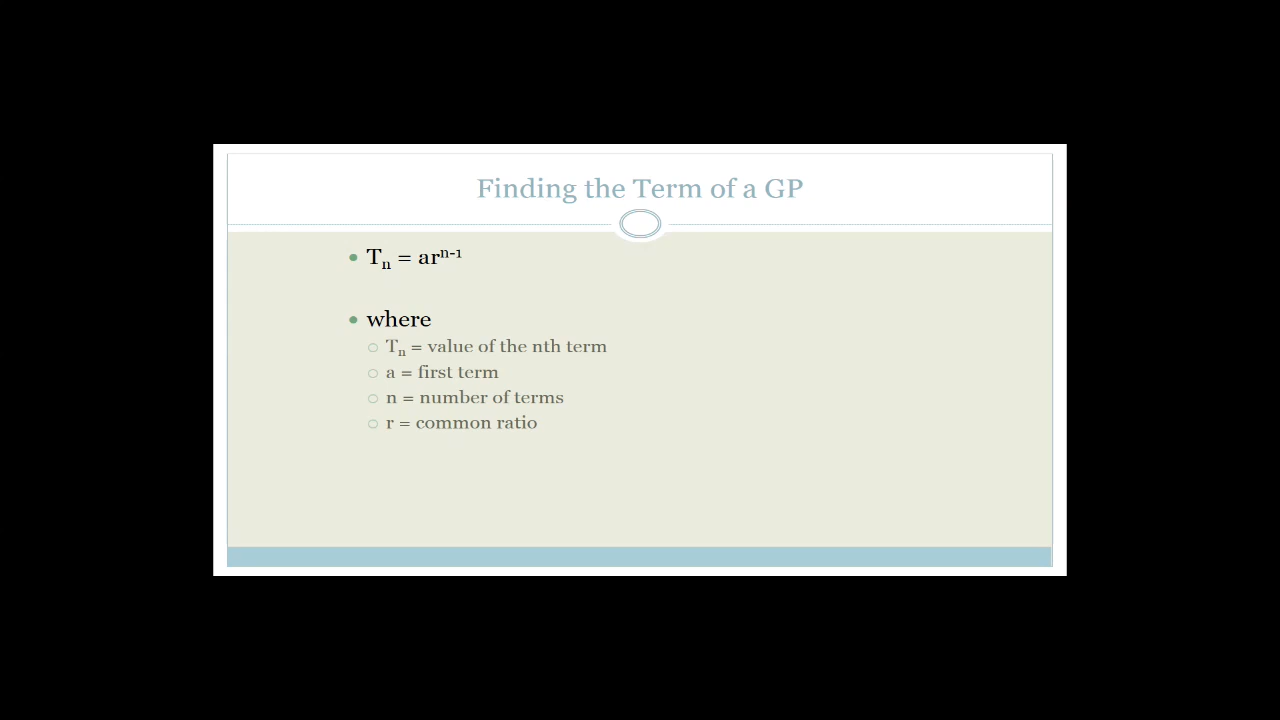 Finding the Term of a GP
• Tₙ = arⁿ⁻¹
• where
○ Tₙ = value of the nth term
○ a = first term
○ n = number of terms
○ r = common ratio